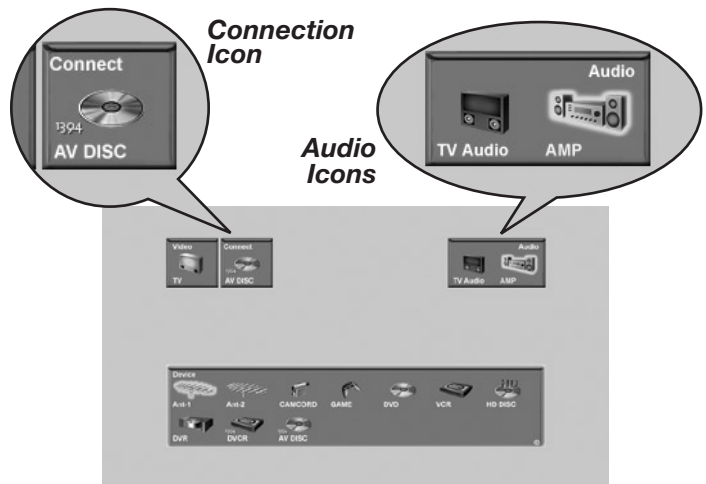 Connection
Icon
Connect
1394
AV DISC
Audio
TV Audio
AMP
Audio
Icons
Video
TV
Connect
1394
AV DISC
Audio
TV Audio
AMP
Device
Ant-1
Ant-2
CAMCORD
GAME
DVD
VCR
HD DISC
DVR
1394
DVCR
1394
AV DISC